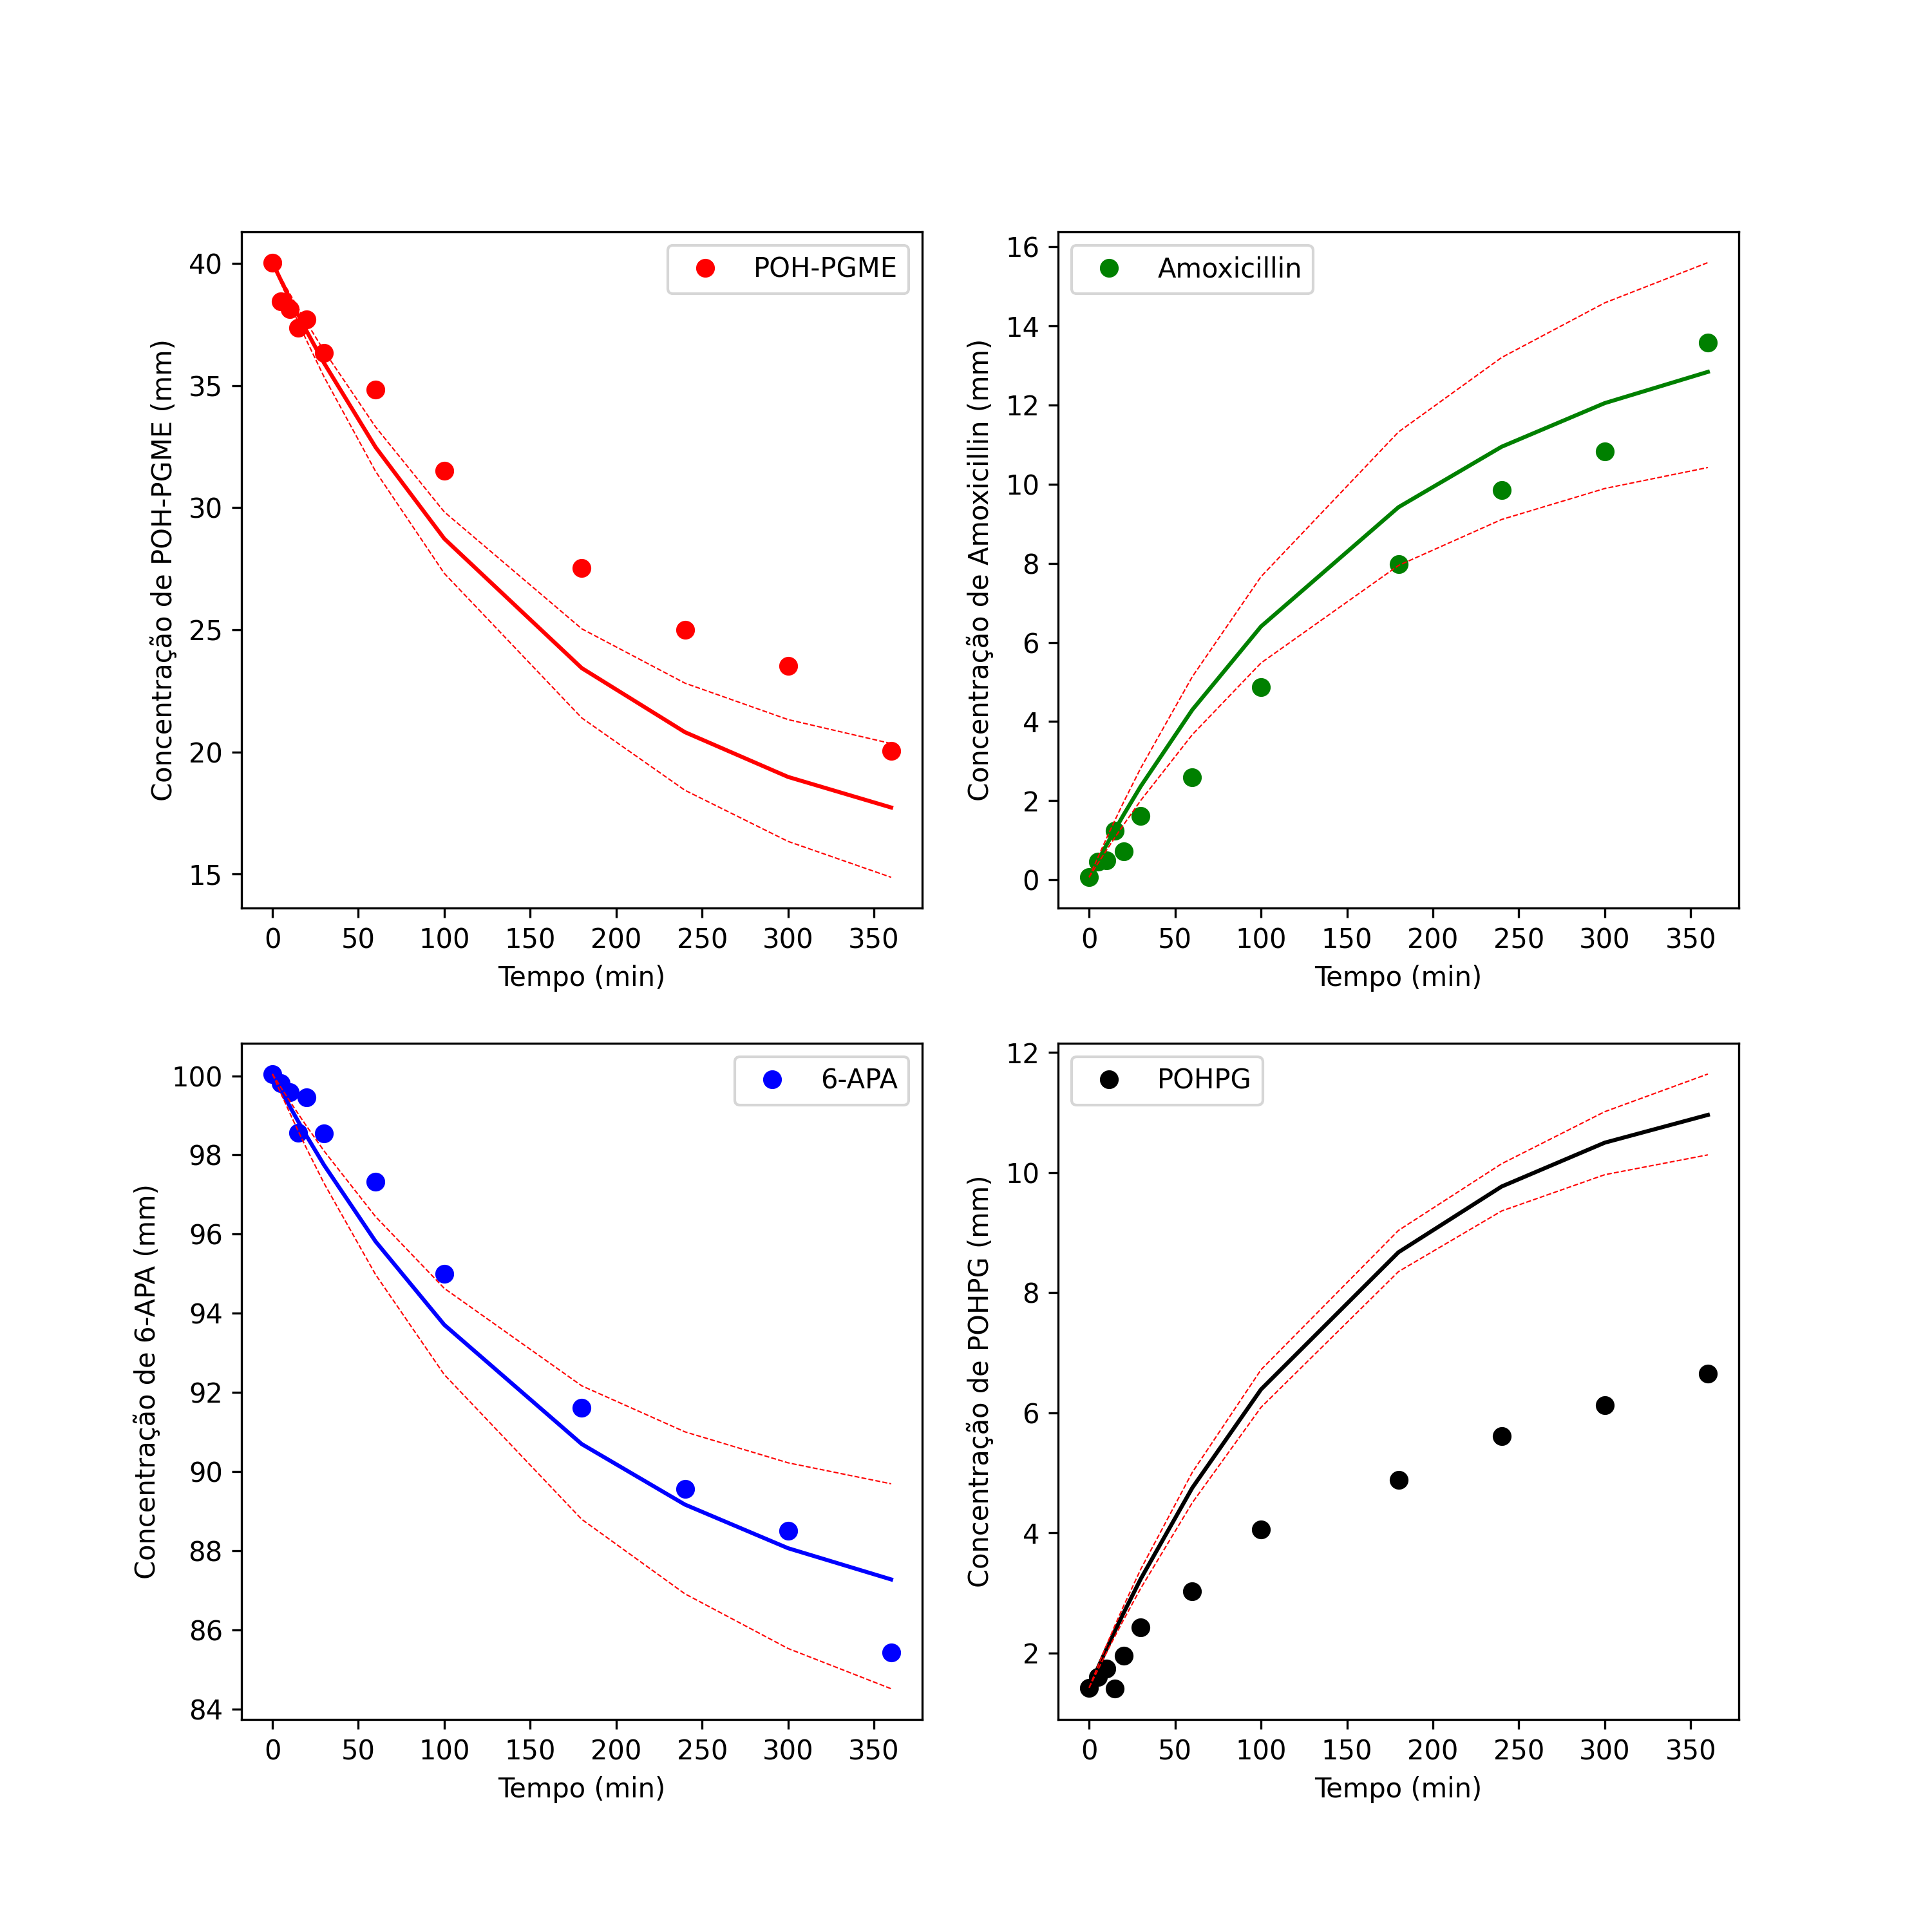 POH-PGME
40
35
30
25
20
15
Concentração de POH-PGME (mm)
0 50 100 150 200 250 300 350
Tempo (min)
Amoxicillin
16
14
12
10
8
6
4
2
0
Concentração de Amoxicillin (mm)
0 50 100 150 200 250 300 350
Tempo (min)
6-APA
100
98
96
94
92
90
88
86
84
Concentração de 6-APA (mm)
0 50 100 150 200 250 300 350
Tempo (min)
POHPG
12
10
8
6
4
2
Concentração de POHPG (mm)
0 50 100 150 200 250 300 350
Tempo (min)